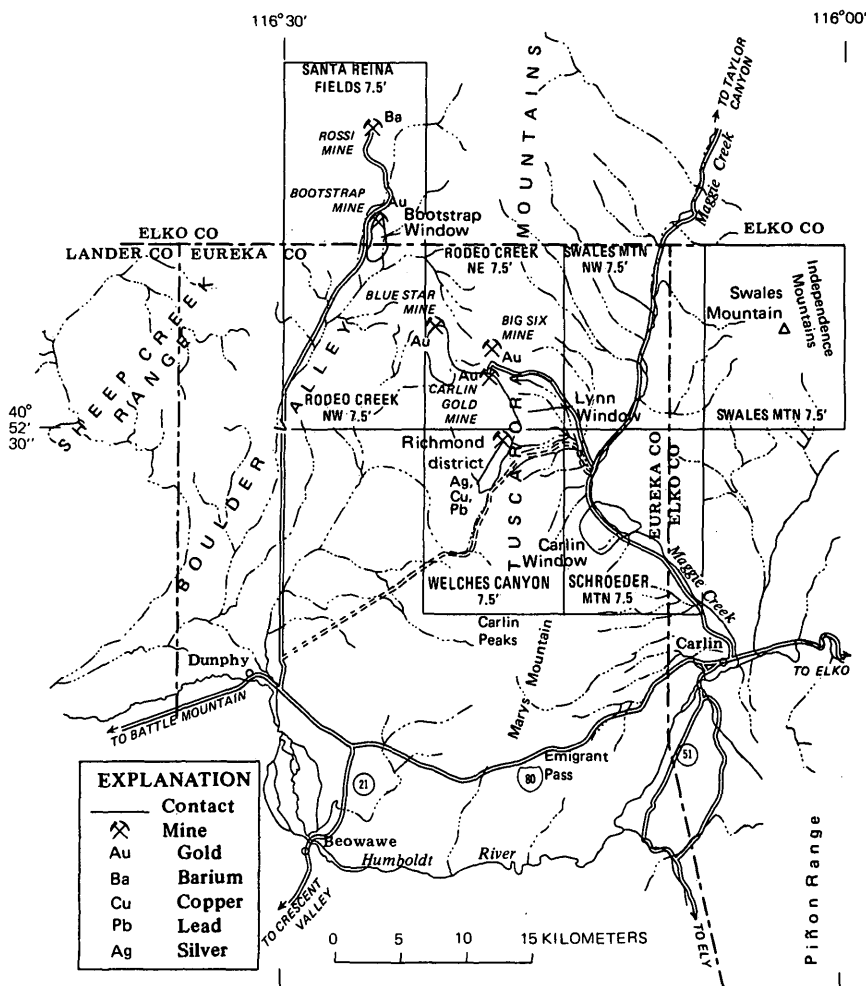 116°30'
116°00'
SANTA REINA
FIELDS 7.5'
Ba
ROSSI
MINE
BOOTSTRAP
MINE
Au
Bootstrap
Window
MOUNTAINS
TO TAYLOR
CANYON
Maggie Creek
ELKO CO
ELKO CO
LANDER CO
EUREKA CO
RODEO CREEK
NE 7.5'
SWALES MTN
NW 7.5'
Independence
Mountains
Swales
Mountain
BLUE STAR
MINE
Au
BIG SIX
MINE
Au
Au
CARLIN
GOLD
MINE
SHEEP CREEK
RANGE
BOULDER
VALLEY
40°
52'
30"
RODEO CREEK
NW 7.5'
Lynn
Window
SWALES MTN 7.5'
Richmond
district
Ag,
Cu,
Pb
TUSCARORA
EUREKA CO
ELKO CO
Carlin
Window
Maggie Creek
WELCHES CANYON
7.5'
SCHROEDER
MTN 7.5
Carlin
Peaks
Marys Mountain
Carlin
TO ELKO
Dunphy
TO BATTLE MOUNTAIN
Emigrant
Pass
21
80
51
EXPLANATION
Contact
Mine
Au Gold
Ba Barium
Cu Copper
Pb Lead
Ag Silver
Beowawe
Humboldt River
TO CRESCENT
VALLEY
TO ELY
Piñon Range
0 5 10 15 KILOMETERS